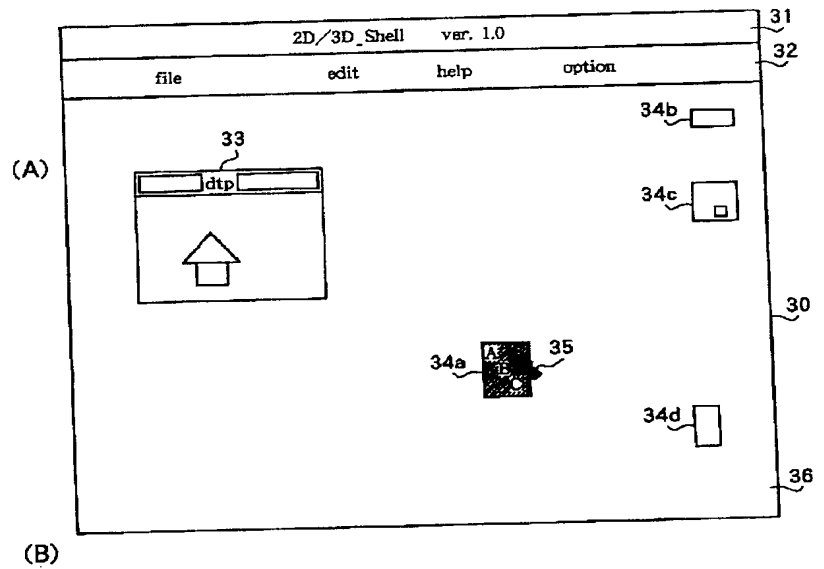 2D/3D_Shell ver. 1.0
31
file edit help option
32
34b
(A)
33
dtp
34c
30
34a
A
B
C
35
34d
36
(B)